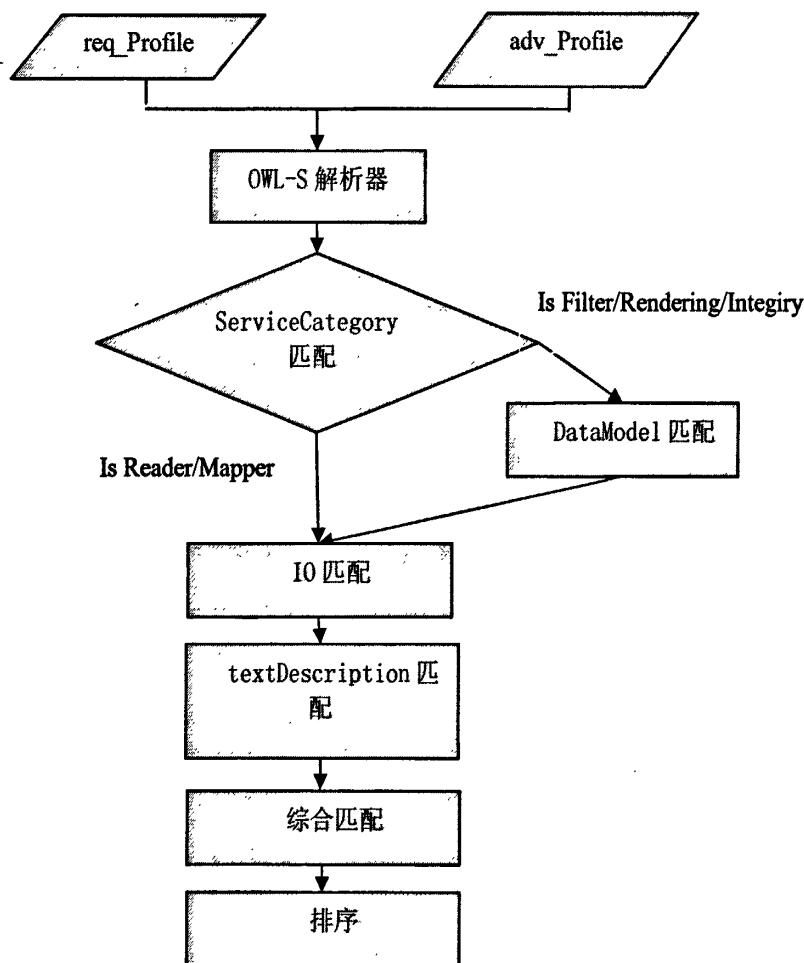 req_Profile
adv_Profile
OWL-S 解析器
ServiceCategory
匹配
Is Filter/Rendering/Integiry
DataModel 匹配
Is Reader/Mapper
IO 匹配
textDescription 匹
配
综合匹配
排序